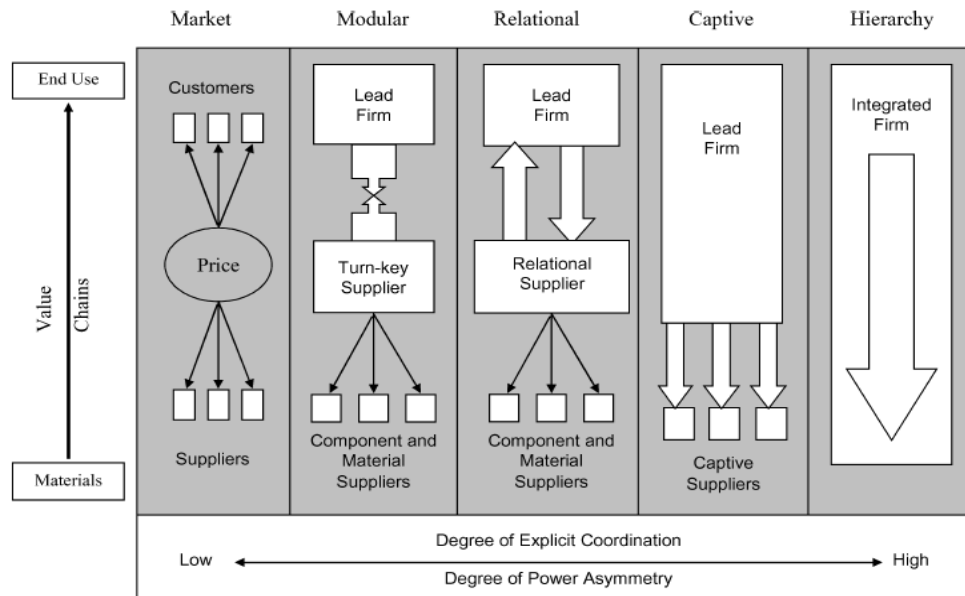 Market
Modular
Relational
Captive
Hierarchy
End Use
Value
Chains
Materials
Customers
Price
Suppliers
Lead
Firm
Turn-key
Supplier
Component and
Material
Suppliers
Lead
Firm
Relational
Supplier
Component and
Material
Suppliers
Lead
Firm
Captive
Suppliers
Integrated
Firm
Degree of Explicit Coordination
Low
High
Degree of Power Asymmetry